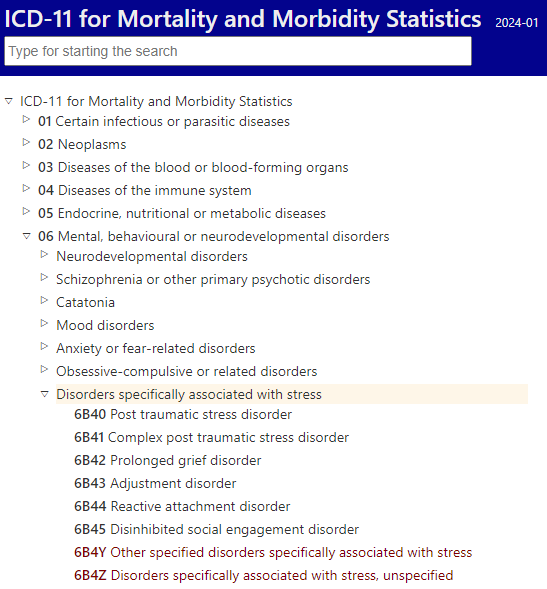 ICD-11 for Mortality and Morbidity Statistics 2024-01
Type for starting the search
ICD-11 for Mortality and Morbidity Statistics
01 Certain infectious or parasitic diseases
02 Neoplasms
03 Diseases of the blood or blood-forming organs
04 Diseases of the immune system
05 Endocrine, nutritional or metabolic diseases
06 Mental, behavioural or neurodevelopmental disorders
Neurodevelopmental disorders
Schizophrenia or other primary psychotic disorders
Catatonia
Mood disorders
Anxiety or fear-related disorders
Obsessive-compulsive or related disorders
Disorders specifically associated with stress
6B40 Post traumatic stress disorder
6B41 Complex post traumatic stress disorder
6B42 Prolonged grief disorder
6B43 Adjustment disorder
6B44 Reactive attachment disorder
6B45 Disinhibited social engagement disorder
6B4Y Other specified disorders specifically associated with stress
6B4Z Disorders specifically associated with stress, unspecified